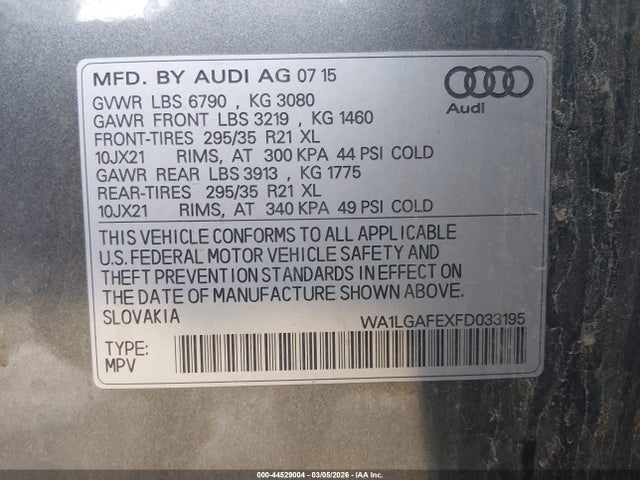 MFD. BY AUDI AG 07 15
GVWR LBS 6790 , KG 3080
GAWR FRONT LBS 3219 , KG 1460
FRONT-TIRES 295/35 R21 XL
10JX21 RIMS, AT 300 KPA 44 PSI COLD
GAWR REAR LBS 3913 , KG 1775
REAR-TIRES 295/35 R21 XL
10JX21 RIMS, AT 340 KPA 49 PSI COLD
Audi
THIS VEHICLE CONFORMS TO ALL APPLICABLE
U.S. FEDERAL MOTOR VEHICLE SAFETY AND
THEFT PREVENTION STANDARDS IN EFFECT ON
THE DATE OF MANUFACTURE SHOWN ABOVE.
SLOVAKIA
WA1LGAFEXFD033195
TYPE:
MPV
000-44529004 | 03/05/2026 - IAA Inc.